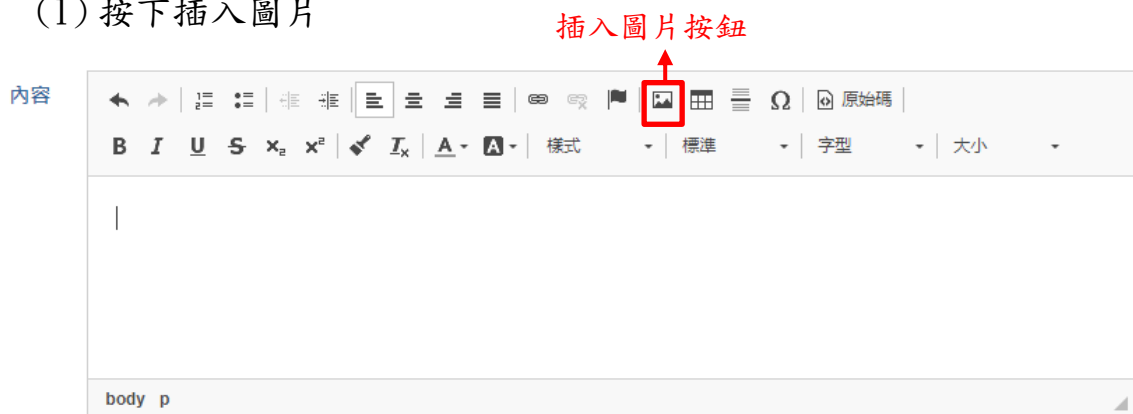 (1)按下插入圖片
插入圖片按鈕
內容
原始碼
B I U S x₂ x² Iₓ A A 樣式 標準 字型 大小
body p